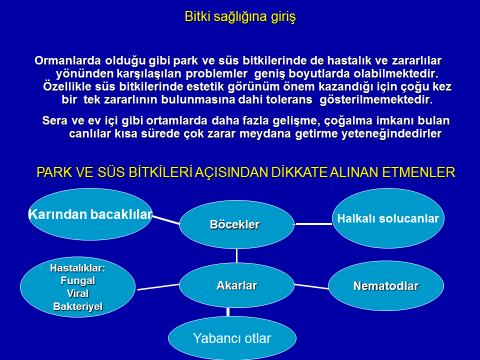 Bitki sağlığına giriş
Ormanlarda olduğu gibi park ve süs bitkilerinde de hastalık ve zararlılar
yönünden karşılaşılan problemler geniş boyutlarda olabilmektedir.
Özellikle süs bitkilerinde estetik görünüm önem kazandığı için çoğu kez
bir tek zararlının bulunmasına dahi tolerans gösterilmemektedir.
Sera ve ev içi gibi ortamlarda daha fazla gelişme, çoğalma imkanı bulan
canlılar kısa sürede çok zarar meydana getirme yeteneğindedirler
PARK VE SÜS BİTKİLERİ AÇISINDAN DİKKATE ALINAN ETMENLER
Karından bacaklılar
Böcekler
Halkalı solucanlar
Hastalıklar:
Fungal
Viral
Bakteriyel
Akarlar
Nematodlar
Yabancı otlar